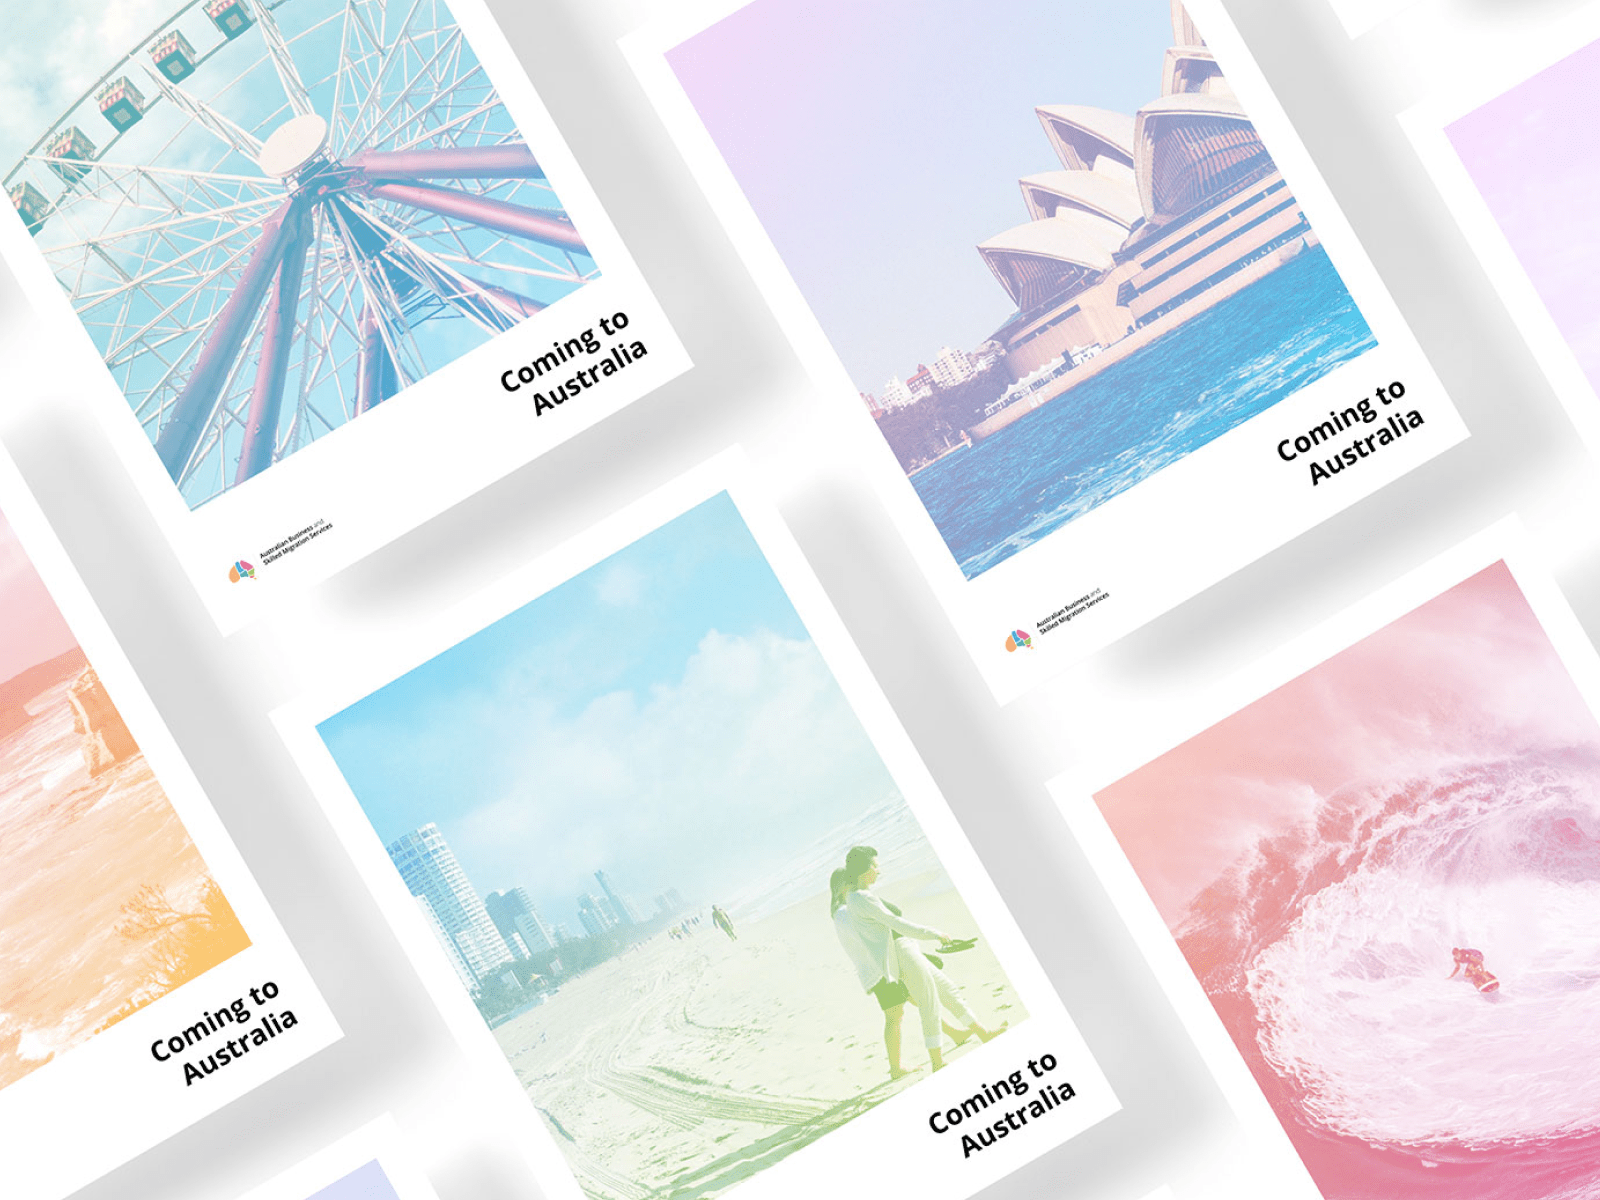 Coming to
Australia
Australian Business and
Skilled Migration Services
Coming to
Australia
Australian Business and
Skilled Migration Services
Coming to
Australia
Coming to
Australia